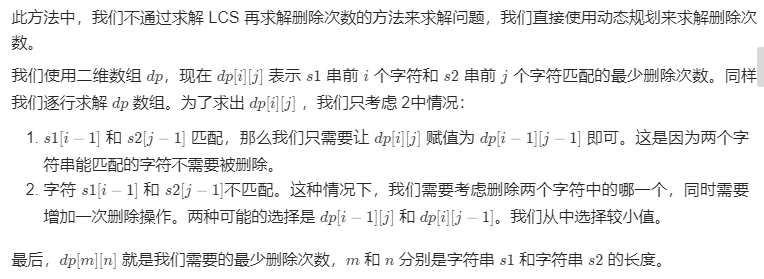 此方法中，我们不通过求解 LCS 再求解删除次数的方法来求解问题，我们直接使用动态规划来求解删除次
数。
我们使用二维数组 dp，现在 dp[i][j] 表示 s1 串前 i 个字符和 s2 串前 j 个字符匹配的最少删除次数。同样
我们逐行求解 dp 数组。为了求出 dp[i][j] ，我们只考虑 2中情况：
1. s1[i − 1] 和 s2[j − 1] 匹配，那么我们只需要让 dp[i][j] 赋值为 dp[i − 1][j − 1] 即可。这是因为两个字
符串能匹配的字符不需要被删除。
2. 字符 s1[i − 1] 和 s2[j − 1]不匹配。这种情况下，我们需要考虑删除两个字符中的哪一个，同时需要
增加一次删除操作。两种可能的选择是 dp[i − 1][j] 和 dp[i][j − 1]。我们从中选择较小值。
最后，dp[m][n] 就是我们需要的最少删除次数，m 和 n 分别是字符串 s1 和字符串 s2 的长度。